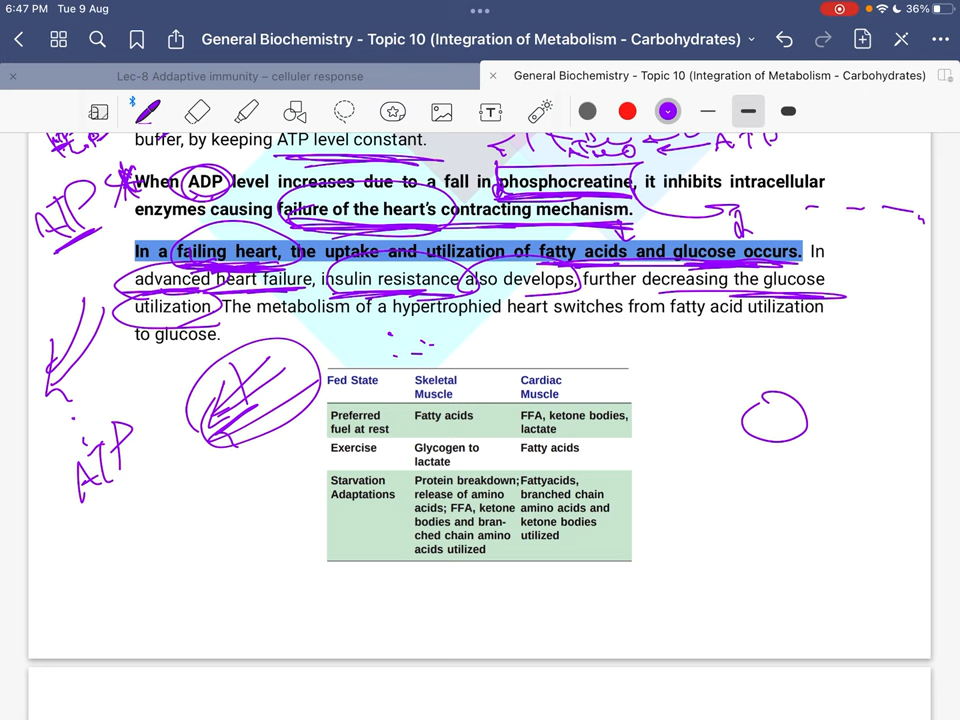 6:47 PM Tue 9 Aug
36%
General Biochemistry - Topic 10 (Integration of Metabolism - Carbohydrates)
Lec-8 Addaptive immunity – celluler response
General Biochemistry - Topic 10 (Integration of Metabolism - Carbohydrates)
buffer, by keeping ATP level constant.
ATP
When ADP level increases due to a fall in phosphocreatine, it inhibits intracellular
enzymes causing failure of the heart's contracting mechanism.
ATP
In a failing heart, the uptake and utilization of fatty acids and glucose occurs. In
advanced heart failure, insulin resistance also develops, further decreasing the glucose
utilization. The metabolism of a hypertrophied heart switches from fatty acid utilization
to glucose.
Fed State Skeletal Muscle Cardiac Muscle
Preferred fuel at rest Fatty acids FFA, ketone bodies, lactate
Exercise Glycogen to lactate Fatty acids
Starvation Adaptations Protein breakdown; release of amino acids; FFA, ketone bodies and bran- ched chain amino acids utilized Fattyacids, branched chain amino acids and ketone bodies utilized
ATP